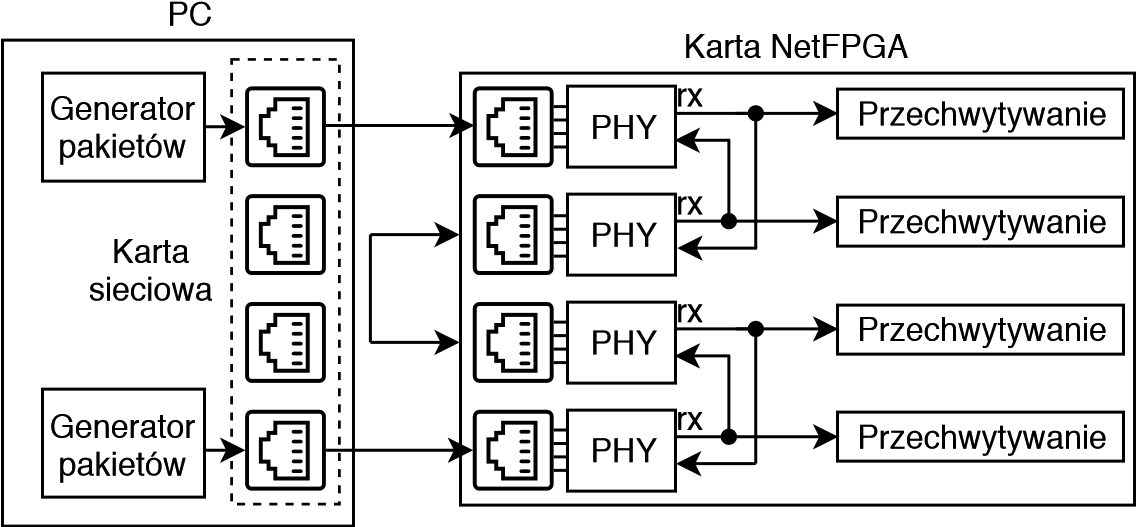 PC
Karta NetFPGA
Generator
pakietów
PHY
rx
Przechwytywanie
PHY
rx
Przechwytywanie
Karta
sieciowa
PHY
rx
Przechwytywanie
Generator
pakietów
PHY
rx
Przechwytywanie